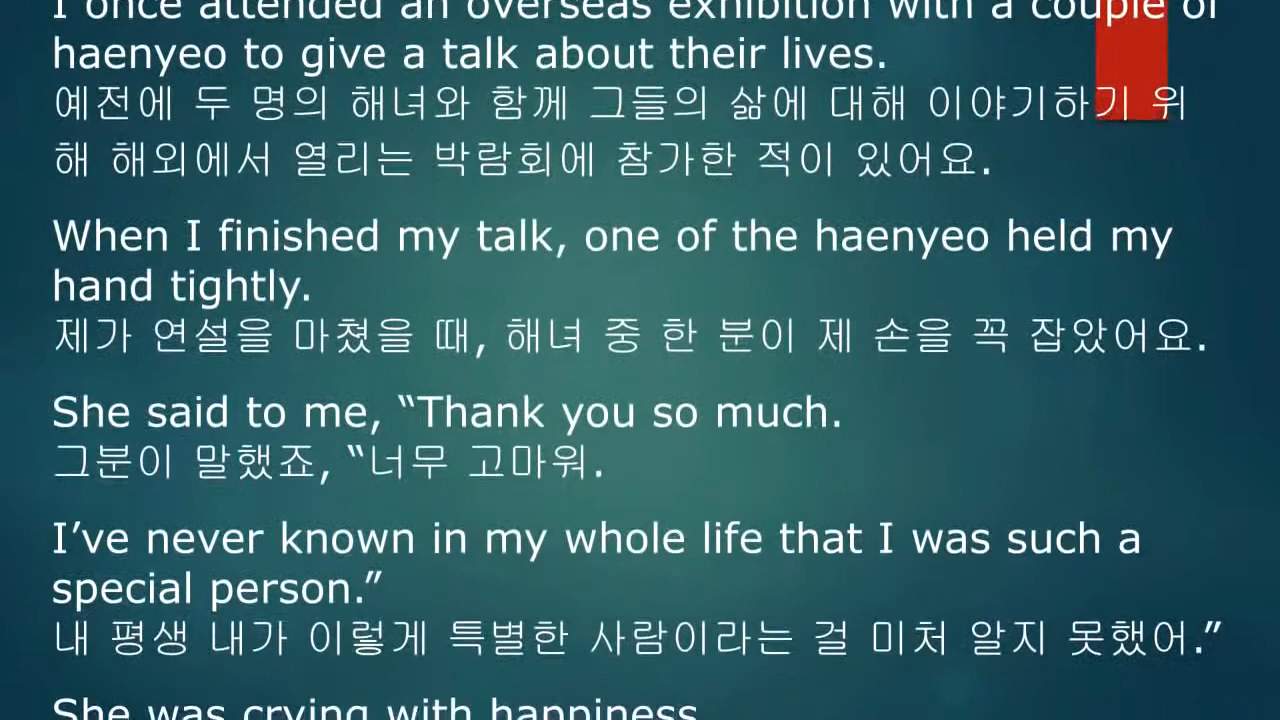 I once attended an overseas exhibition with a couple of
haenyeo to give a talk about their lives.
예전에 두 명의 해녀와 함께 그들의 삶에 대해 이야기하기 위
해 해외에서 열리는 박람회에 참가한 적이 있어요.
When I finished my talk, one of the haenyeo held my
hand tightly.
제가 연설을 마쳤을 때, 해녀 중 한 분이 제 손을 꼭 잡았어요.
She said to me, “Thank you so much.
그분이 말했죠, “너무 고마워.
I’ve never known in my whole life that I was such a
special person.”
내 평생 내가 이렇게 특별한 사람이라는 걸 미처 알지 못했어.”
She was crying with happiness.